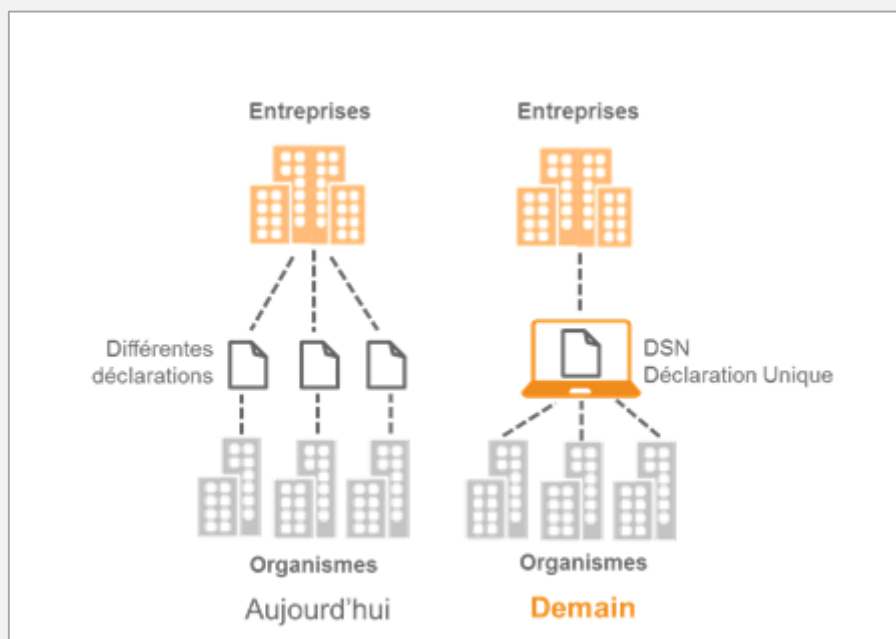 Entreprises
Différentes
déclarations
Organismes
Aujourd'hui
Entreprises
DSN
Déclaration Unique
Organismes
Demain